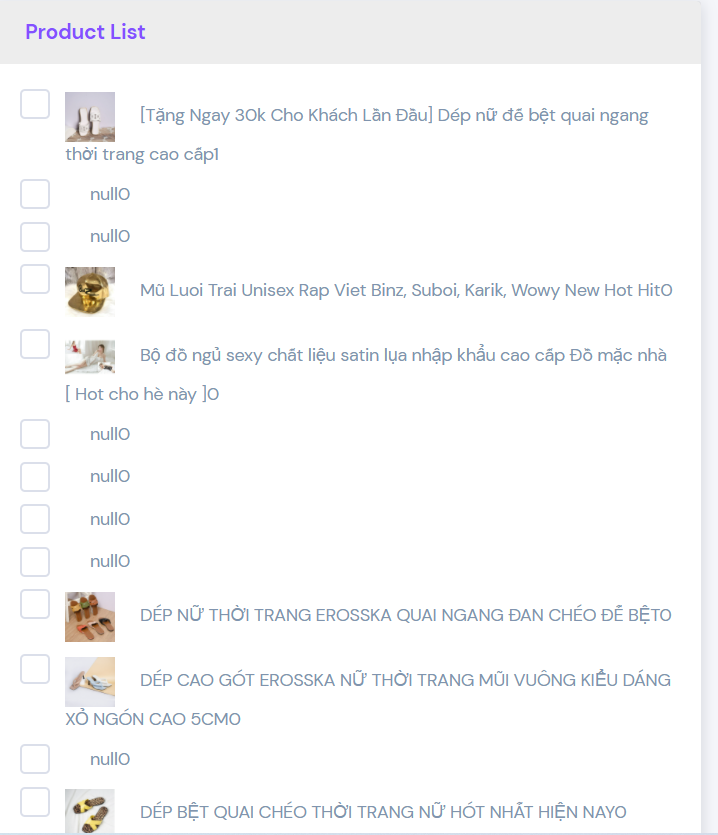 Product List
[Tặng Ngay 30k Cho Khách Lần Đầu] Dép nữ đế bệt quai ngang
thời trang cao cấp1
null0
null0
Mũ Luoi Trai Unisex Rap Viet Binz, Suboi, Karik, Wowy New Hot Hit0
Bộ đồ ngủ sexy chất liệu satin lụa nhập khẩu cao cấp Đồ mặc nhà
[ Hot cho hè này ]0
null0
null0
null0
null0
DÉP NỮ THỜI TRANG EROSSKA QUAI NGANG ĐAN CHÉO ĐẾ BỆT0
DÉP CAO GÓT EROSSKA NỮ THỜI TRANG MŨI VUÔNG KIỂU DÁNG
XỎ NGÓN CAO 5CM0
null0
DÉP BỆT QUAI CHÉO THỜI TRANG NỮ HÓT NHẤT HIỆN NAY0